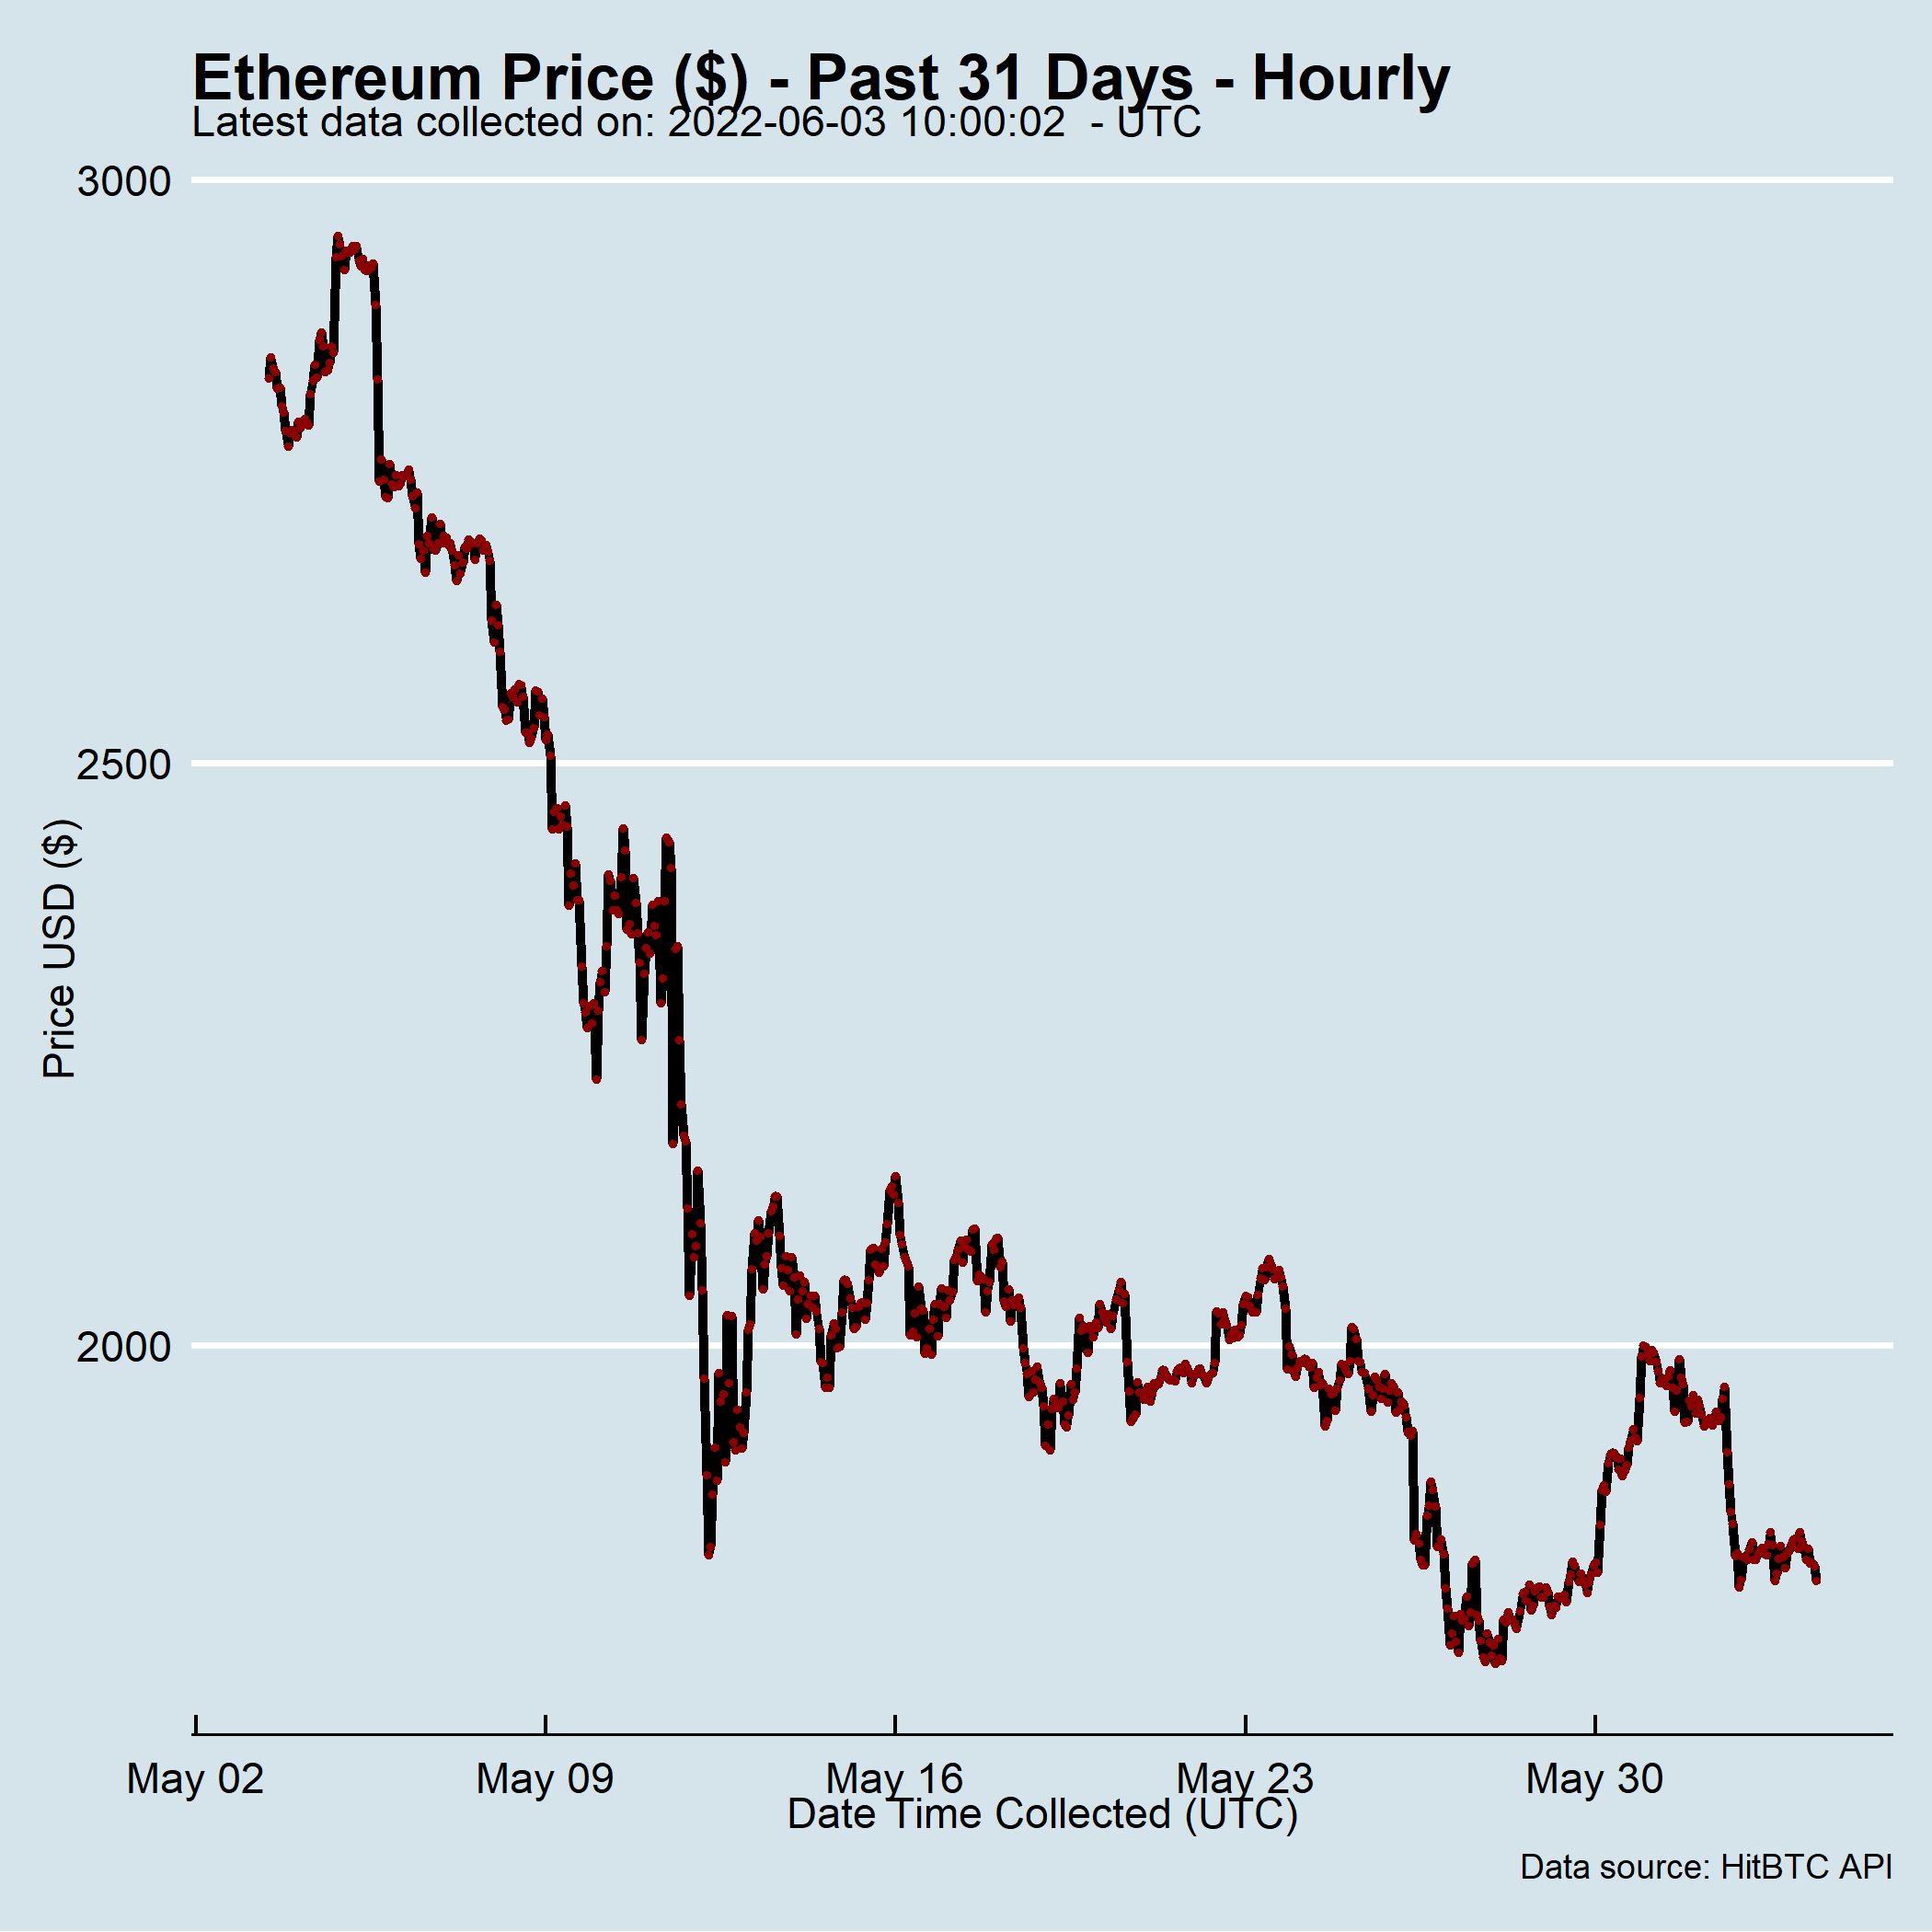 Ethereum Price ($) - Past 31 Days - Hourly
Latest data collected on: 2022-06-03 10:00:02  - UTC
3000
2500
2000
Price USD ($)
May 02 May 09 May 16 May 23 May 30
Date Time Collected (UTC)
Data source: HitBTC API